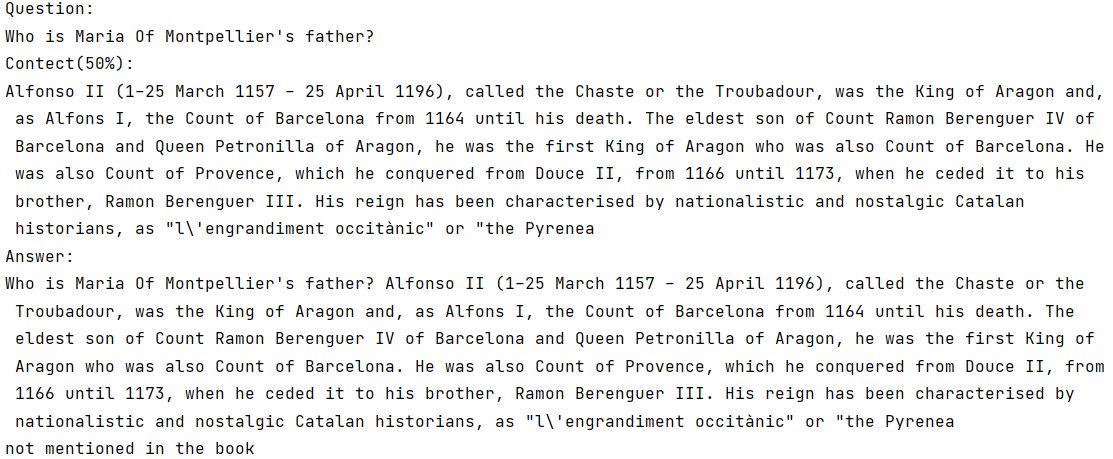 Question:
Who is Maria Of Montpellier's father?
Contect(50%):
Alfonso II (1–25 March 1157 – 25 April 1196), called the Chaste or the Troubadour, was the King of Aragon and,
as Alfons I, the Count of Barcelona from 1164 until his death. The eldest son of Count Ramon Berenguer IV of
Barcelona and Queen Petronilla of Aragon, he was the first King of Aragon who was also Count of Barcelona. He
was also Count of Provence, which he conquered from Douce II, from 1166 until 1173, when he ceded it to his
brother, Ramon Berenguer III. His reign has been characterised by nationalistic and nostalgic Catalan
historians, as "l\'engrandiment occitànic" or "the Pyrenea
Answer:
Who is Maria Of Montpellier's father? Alfonso II (1–25 March 1157 – 25 April 1196), called the Chaste or the
Troubadour, was the King of Aragon and, as Alfons I, the Count of Barcelona from 1164 until his death. The
eldest son of Count Ramon Berenguer IV of Barcelona and Queen Petronilla of Aragon, he was the first King of
Aragon who was also Count of Barcelona. He was also Count of Provence, which he conquered from Douce II, from
1166 until 1173, when he ceded it to his brother, Ramon Berenguer III. His reign has been characterised by
nationalistic and nostalgic Catalan historians, as "l\'engrandiment occitànic" or "the Pyrenea
not mentioned in the book